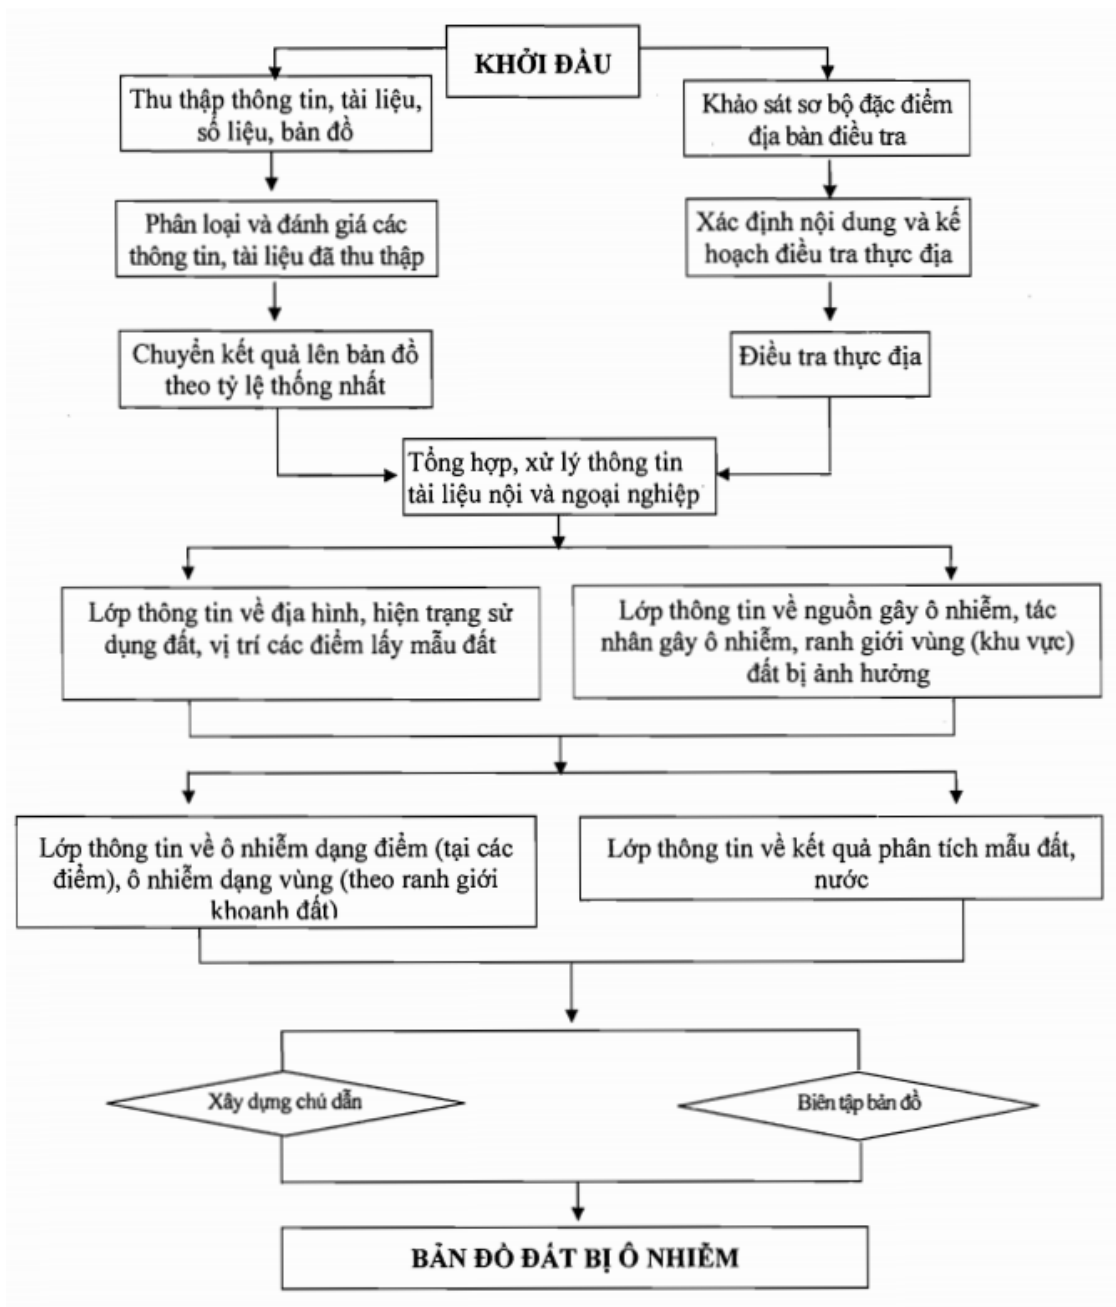 KHỞI ĐẦU
Thu thập thông tin, tài liệu,
số liệu, bản đồ
Khảo sát sơ bộ đặc điểm
địa bàn điều tra
Phân loại và đánh giá các
thông tin, tài liệu đã thu thập
Xác định nội dung và kế
hoạch điều tra thực địa
Chuyển kết quả lên bản đồ
theo tỷ lệ thống nhất
Điều tra thực địa
Tổng hợp, xử lý thông tin
tài liệu nội và ngoại nghiệp
Lớp thông tin về địa hình, hiện trạng sử
dụng đất, vị trí các điểm lấy mẫu đất
Lớp thông tin về nguồn gây ô nhiễm, tác
nhân gây ô nhiễm, ranh giới vùng (khu vực)
đất bị ảnh hưởng
Lớp thông tin về ô nhiễm dạng điểm (tại các
điểm), ô nhiễm dạng vùng (theo ranh giới
khoanh đất)
Lớp thông tin về kết quả phân tích mẫu đất,
nước
Xây dựng chú dẫn
Biên tập bản đồ
BẢN ĐỒ ĐẤT BỊ Ô NHIỄM